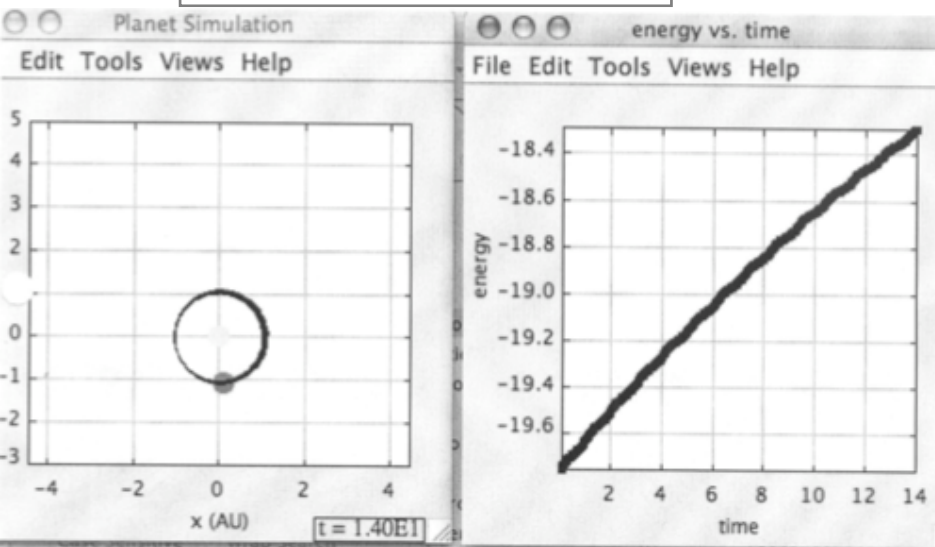 Planet Simulation
Edit Tools Views Help
5
4
3
2
0
-1
-2
-3
-4 -2 0 2 4
x (AU)
t = 1.40E1
energy vs. time
File Edit Tools Views Help
-18.4
-18.6
-18.8
-19.0
-19.2
-19.4
-19.6
energy
2 4 6 8 10 12 14
time